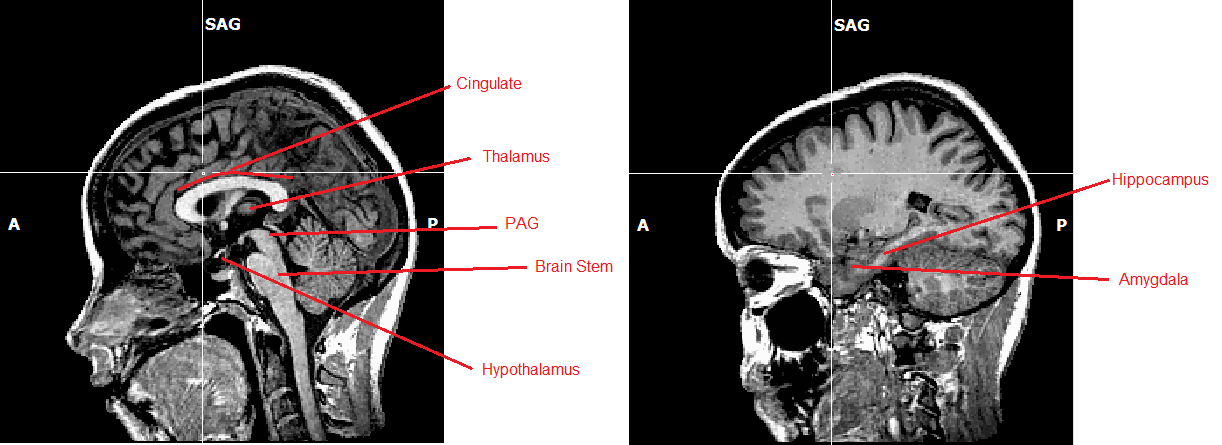 SAG
Cingulate
Thalamus
A
P
PAG
Brain Stem
Hypothalamus
SAG
Hippocampus
A
P
Amygdala